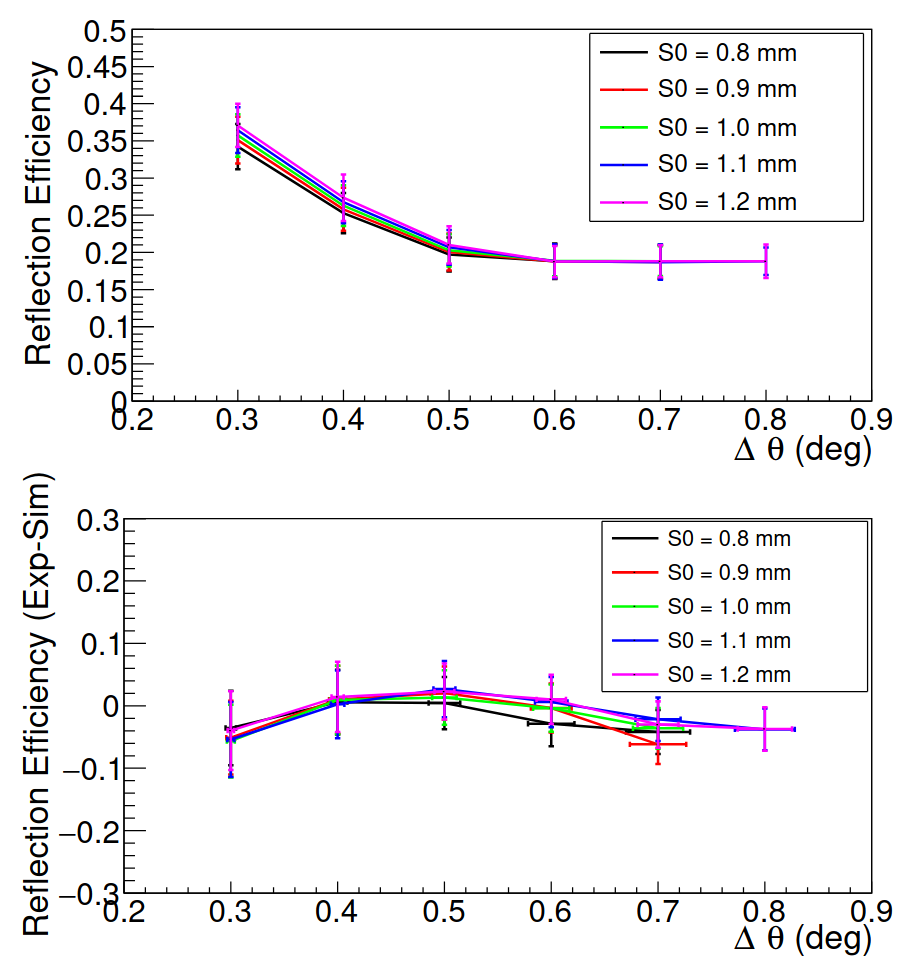 Reflection Efficiency
0.5
0.45
0.4
0.35
0.3
0.25
0.2
0.15
0.1
0.05
0
S0 = 0.8 mm
S0 = 0.9 mm
S0 = 1.0 mm
S0 = 1.1 mm
S0 = 1.2 mm
0.2 0.3 0.4 0.5 0.6 0.7 0.8 0.9
Δ θ (deg)
Reflection Efficiency (Exp-Sim)
0.3
0.2
0.1
0
−0.1
−0.2
−0.3
S0 = 0.8 mm
S0 = 0.9 mm
S0 = 1.0 mm
S0 = 1.1 mm
S0 = 1.2 mm
0.2 0.3 0.4 0.5 0.6 0.7 0.8 0.9
Δ θ (deg)